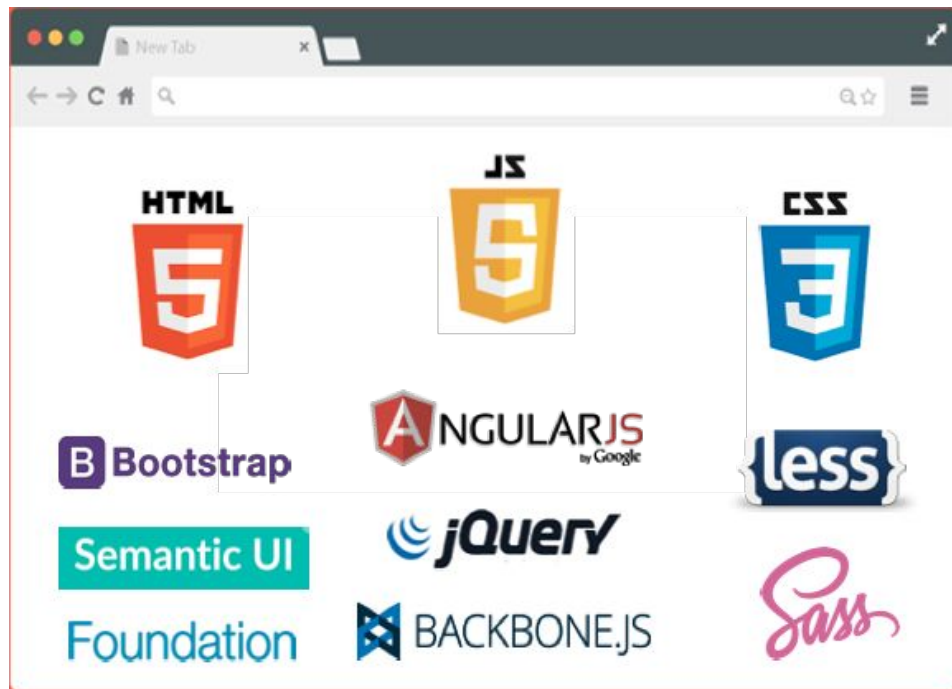 New Tab
HTML
5
JS
5
CSS
3
Bootstrap
B
ANGULARJS
by Google
{less}
Semantic UI
jQuery
Foundation
BACKBONE.JS
Sass